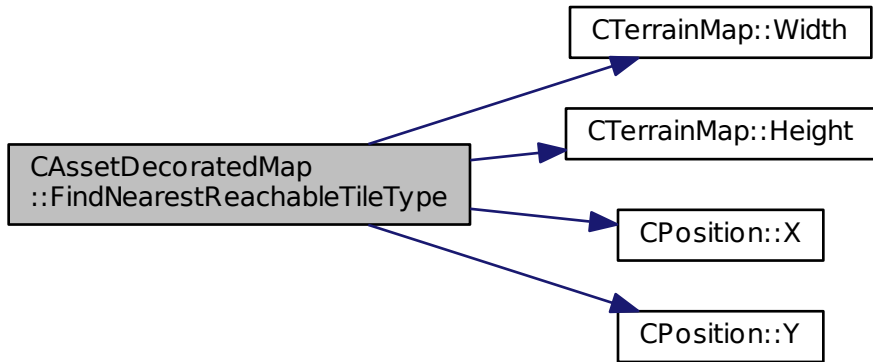 CAssetDecoratedMap
::FindNearestReachableTileType
CTerrainMap::Width
CTerrainMap::Height
CPosition::X
CPosition::Y